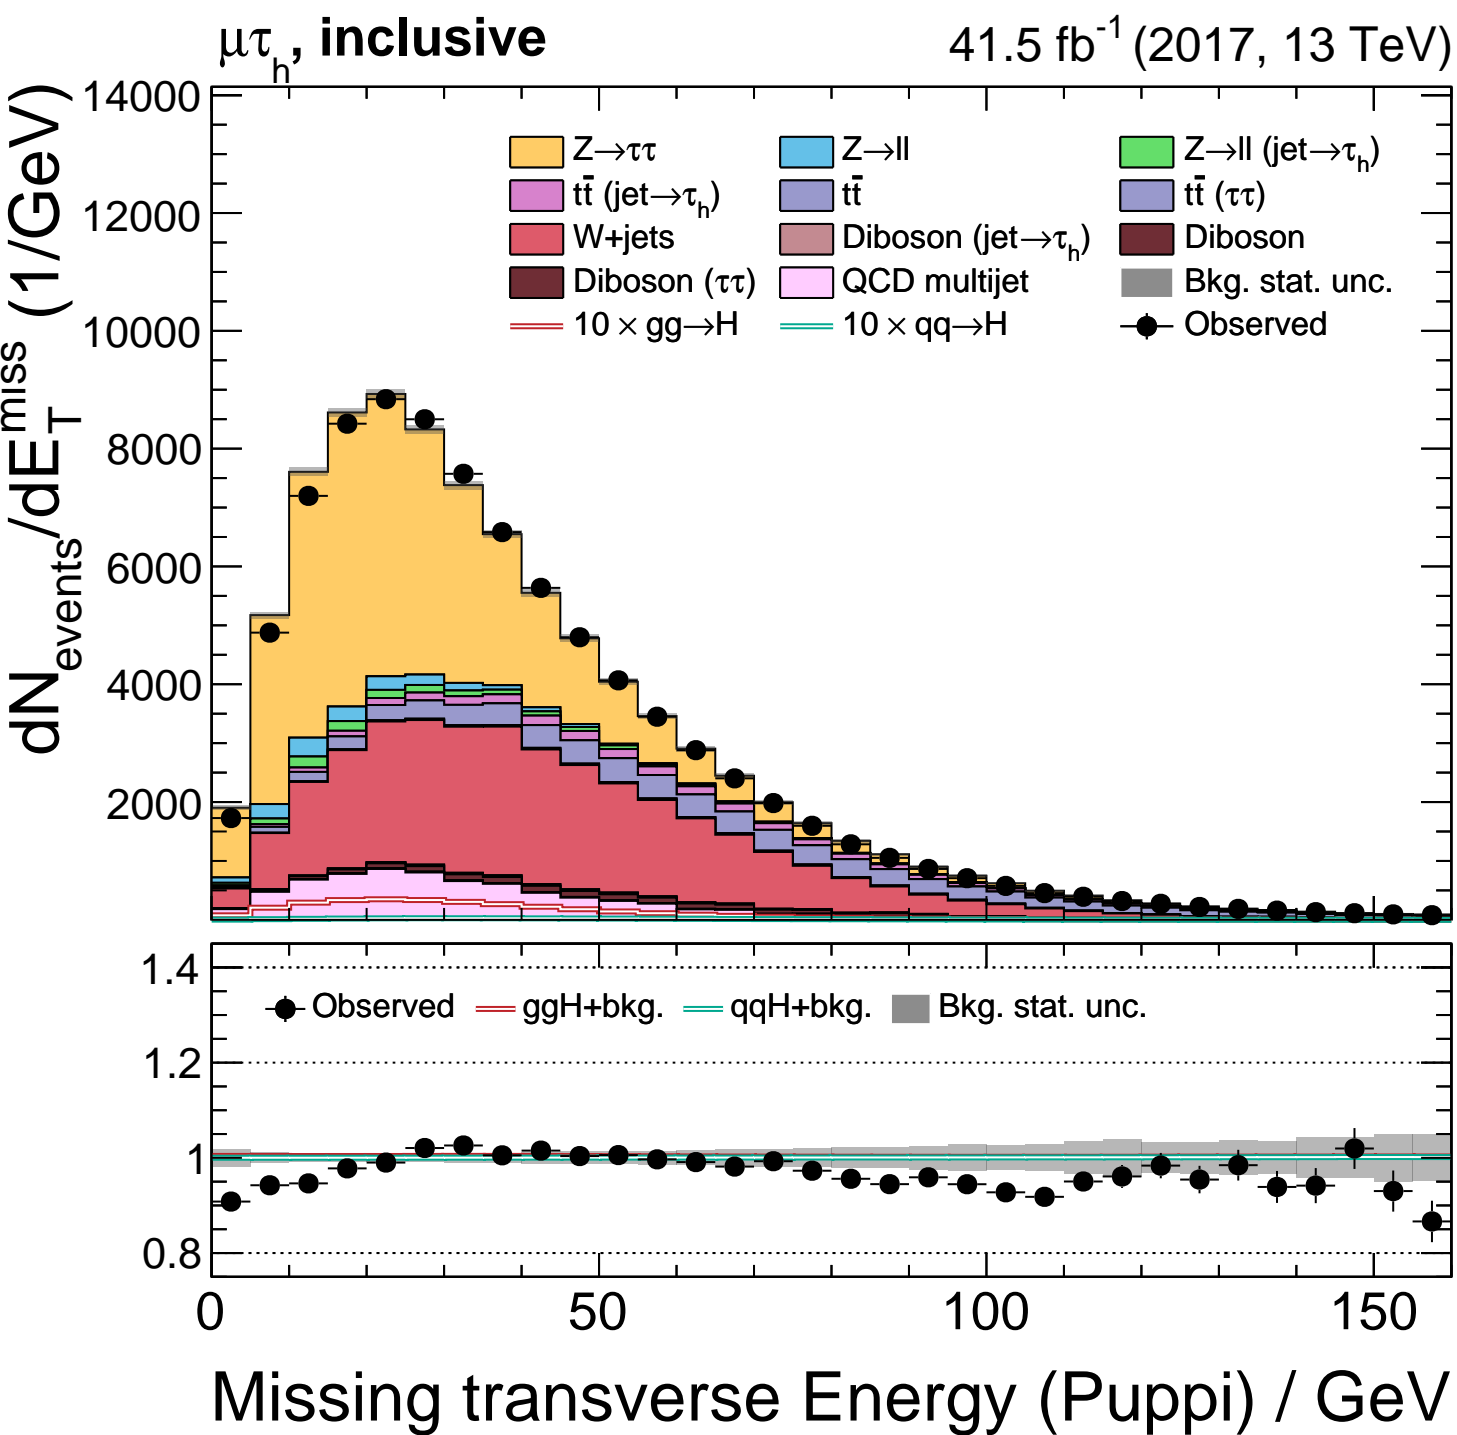 μτh, inclusive
41.5 fb-1 (2017, 13 TeV)
dNevents/dETmiss (1/GeV)
14000
12000
10000
8000
6000
4000
2000
Z→ττ Z→ll Z→ll (jet→τh)
tt̄ (jet→τh) tt̄ tt̄ (ττ)
W+jets Diboson (jet→τh) Diboson
Diboson (ττ) QCD multijet Bkg. stat. unc.
10 × gg→H 10 × qq→H Observed
1.4
1.2
1
0.8
Observed ggH+bkg. qqH+bkg. Bkg. stat. unc.
0 50 100 150
Missing transverse Energy (Puppi) / GeV